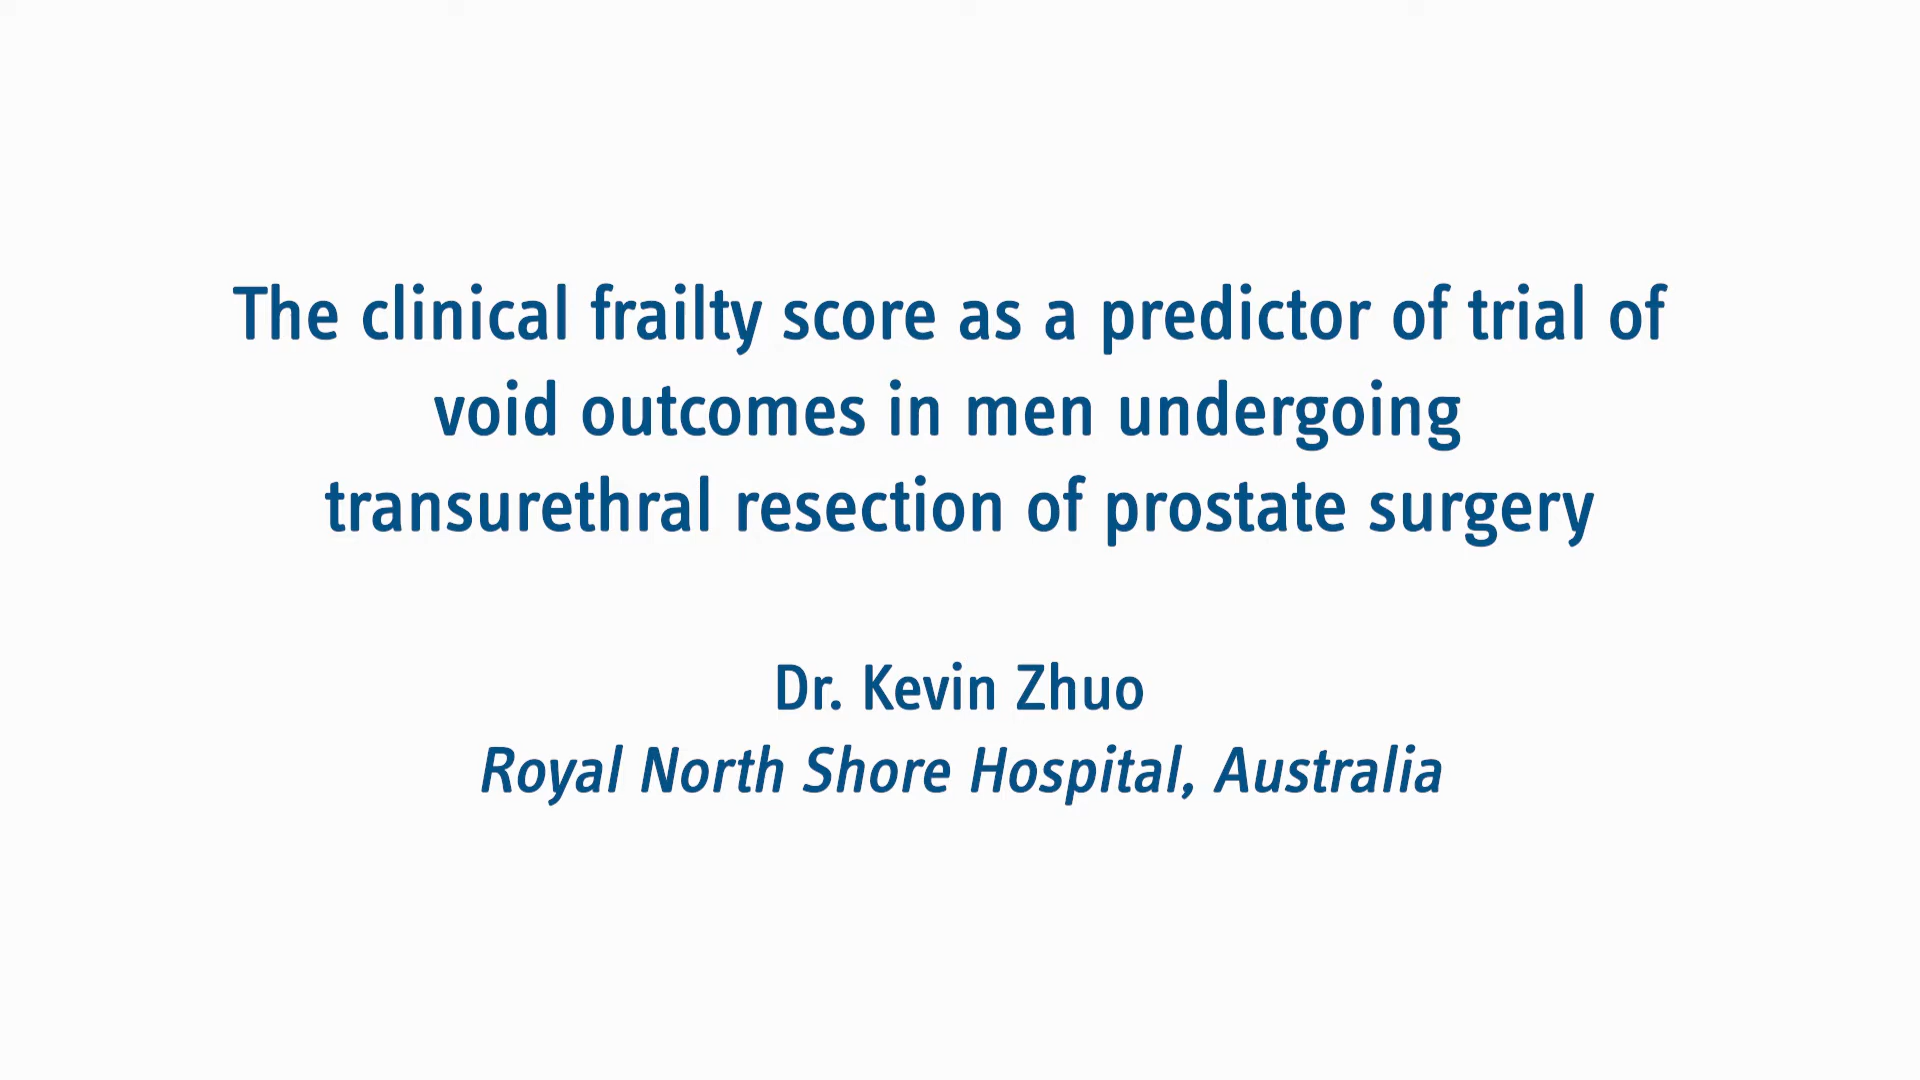 The clinical frailty score as a predictor of trial of
void outcomes in men undergoing
transurethral resection of prostate surgery
Dr. Kevin Zhuo
Royal North Shore Hospital, Australia